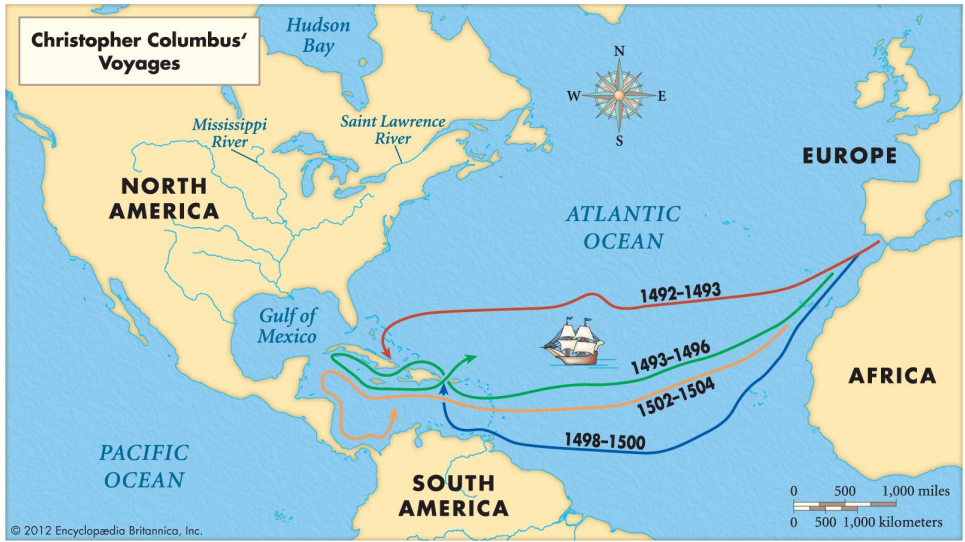 Christopher Columbus‘
Voyages
Hudson
Bay
N
W
E
S
Mississippi
River
Saint Lawrence
River
EUROPE
NORTH
AMERICA
ATLANTIC
OCEAN
1492–1493
Gulf of
Mexico
1493–1496
AFRICA
1502–1504
1498–1500
PACIFIC
OCEAN
SOUTH
AMERICA
0 500 1,000 miles
0 500 1,000 kilometers
© 2012 Encyclopædia Britannica, Inc.